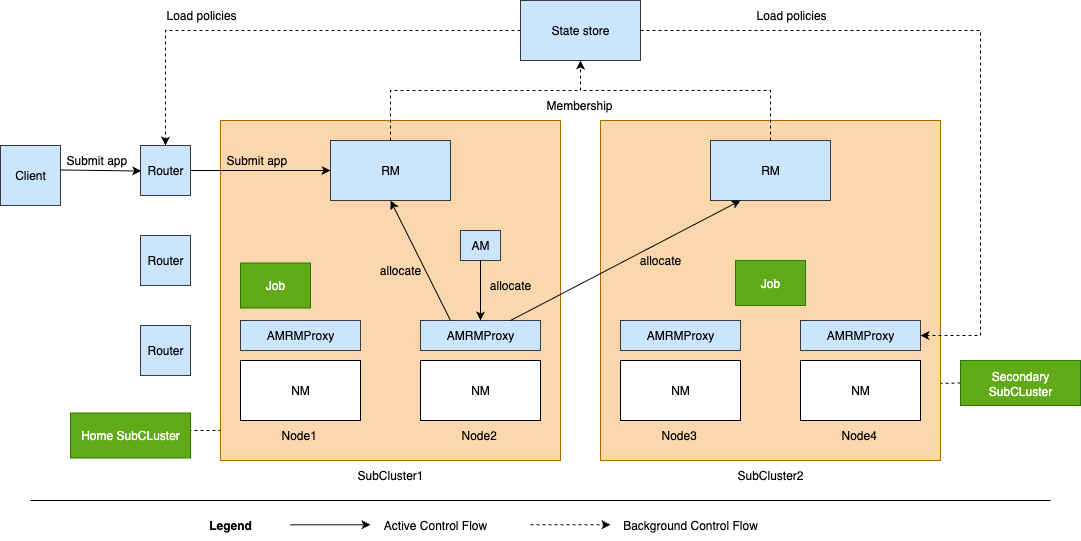 Load policies
State store
Load policies
Membership
Client
Submit app
Router
Submit app
RM
RM
Router
AM
allocate
allocate
allocate
Job
Job
Router
AMRMProxy
AMRMProxy
AMRMProxy
AMRMProxy
NM
NM
NM
NM
Secondary
SubCLuster
Home SubCLuster
Node1
Node2
Node3
Node4
SubCluster1
SubCluster2
Legend
Active Control Flow
Background Control Flow